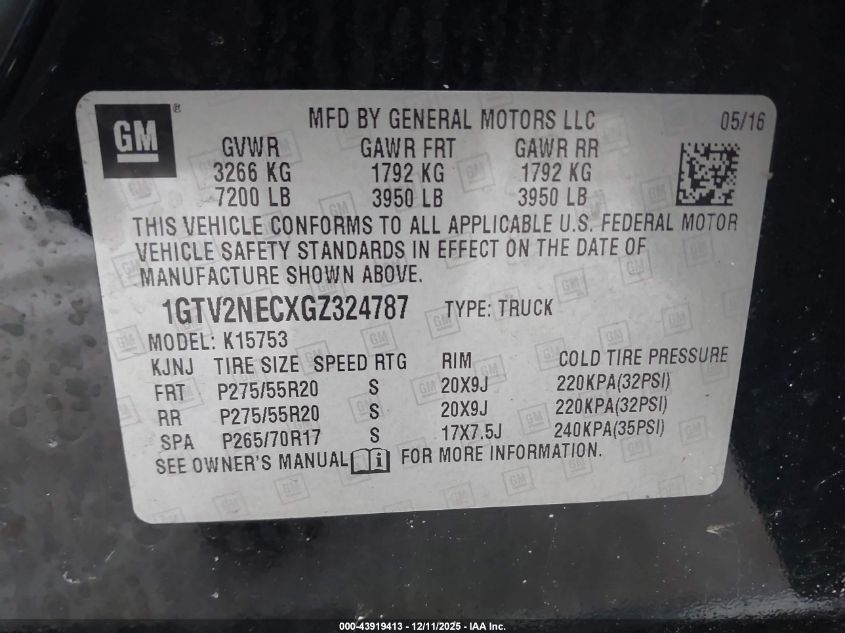 GM®
MFD BY GENERAL MOTORS LLC 05/16
GVWR GAWR FRT GAWR RR
3266 KG 1792 KG 1792 KG
7200 LB 3950 LB 3950 LB
THIS VEHICLE CONFORMS TO ALL APPLICABLE U.S. FEDERAL MOTOR
VEHICLE SAFETY STANDARDS IN EFFECT ON THE DATE OF
MANUFACTURE SHOWN ABOVE.
1GTV2NECXGZ324787 TYPE: TRUCK
MODEL: K15753
KJNJ TIRE SIZE SPEED RTG RIM COLD TIRE PRESSURE
FRT P275/55R20 S 20X9J 220KPA(32PSI)
RR P275/55R20 S 20X9J 220KPA(32PSI)
SPA P265/70R17 S 17X7.5J 240KPA(35PSI)
SEE OWNER'S MANUAL FOR MORE INFORMATION.
000-43919413 - 12/11/2025 - IAA Inc.